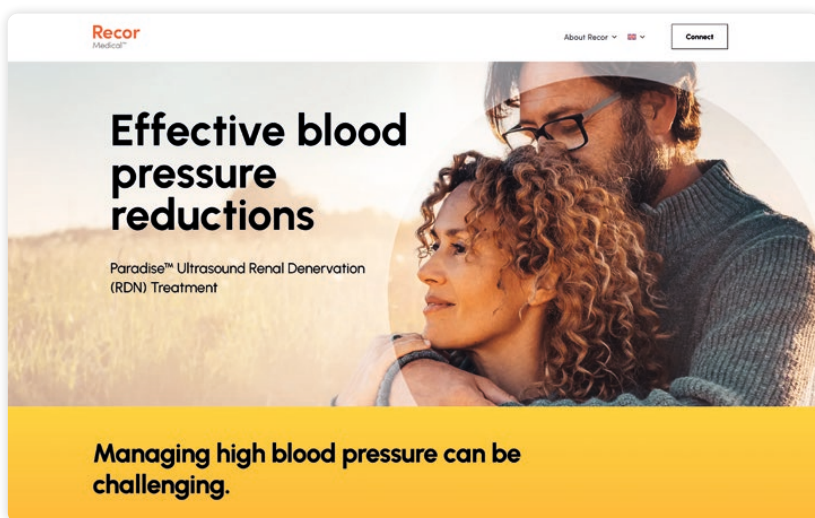 Recor
Medical™
About Recor
Connect
Effective blood
pressure
reductions
Paradise™ Ultrasound Renal Denervation
(RDN) Treatment
Managing high blood pressure can be
challenging.